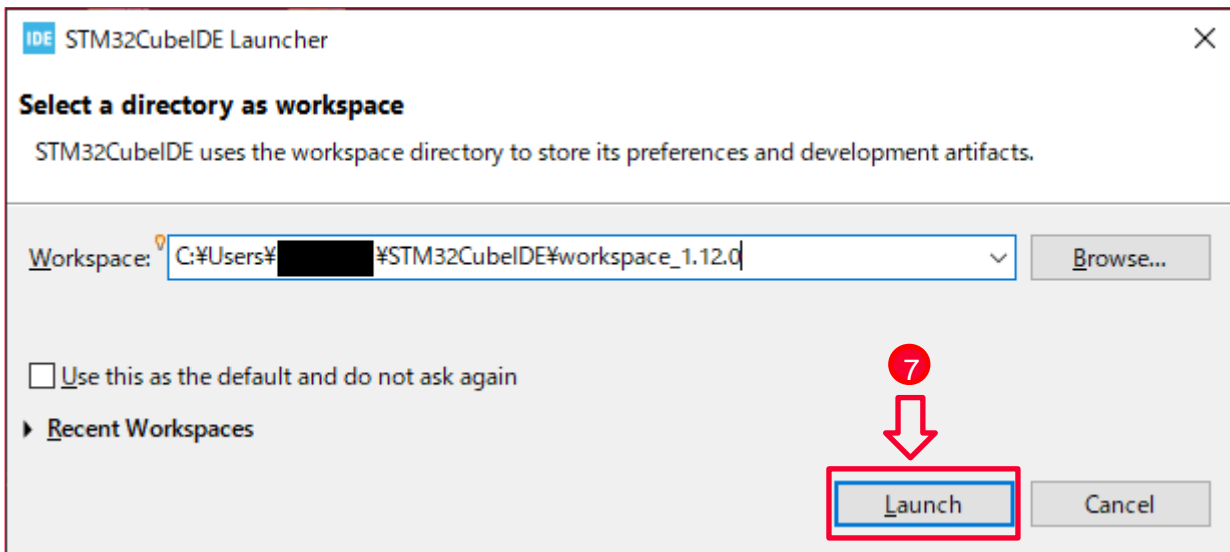 IDE STM32CubeIDE Launcher
Select a directory as workspace
STM32CubeIDE uses the workspace directory to store its preferences and development artifacts.
Workspace: C:¥Users¥ ¥STM32CubeIDE¥workspace_1.12.0 Browse...
Use this as the default and do not ask again
7
Recent Workspaces
Launch Cancel